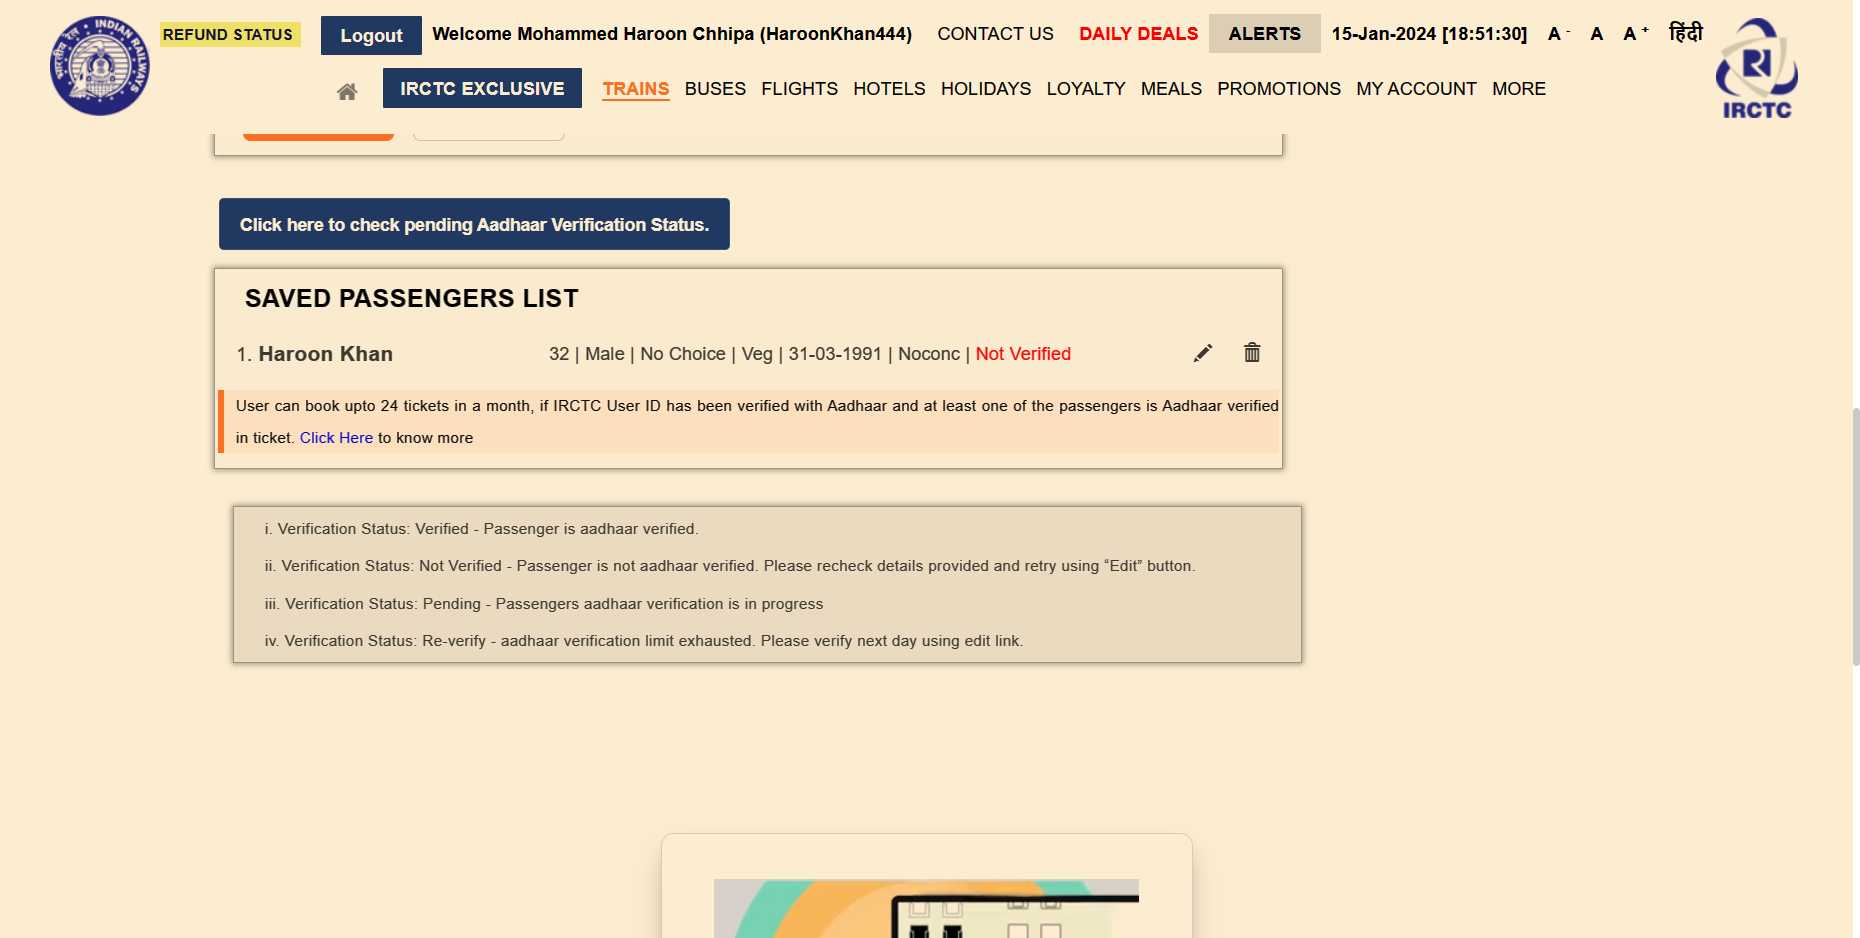 REFUND STATUS Logout Welcome Mohammed Haroon Chhipa (HaroonKhan444) CONTACT US DAILY DEALS ALERTS 15-Jan-2024 [18:51:30] A - A A + हिंदी
INDIAN RAILWAYS
भारतीय रेल
IRCTC EXCLUSIVE TRAINS BUSES FLIGHTS HOTELS HOLIDAYS LOYALTY MEALS PROMOTIONS MY ACCOUNT MORE
IRCTC
Click here to check pending Aadhaar Verification Status.
SAVED PASSENGERS LIST
1. Haroon Khan 32 | Male | No Choice | Veg | 31-03-1991 | Noconc | Not Verified
User can book upto 24 tickets in a month, if IRCTC User ID has been verified with Aadhaar and at least one of the passengers is Aadhaar verified
in ticket. Click Here to know more
i. Verification Status: Verified - Passenger is aadhaar verified.
ii. Verification Status: Not Verified - Passenger is not aadhaar verified. Please recheck details provided and retry using “Edit” button.
iii. Verification Status: Pending - Passengers aadhaar verification is in progress
iv. Verification Status: Re-verify - aadhaar verification limit exhausted. Please verify next day using edit link.